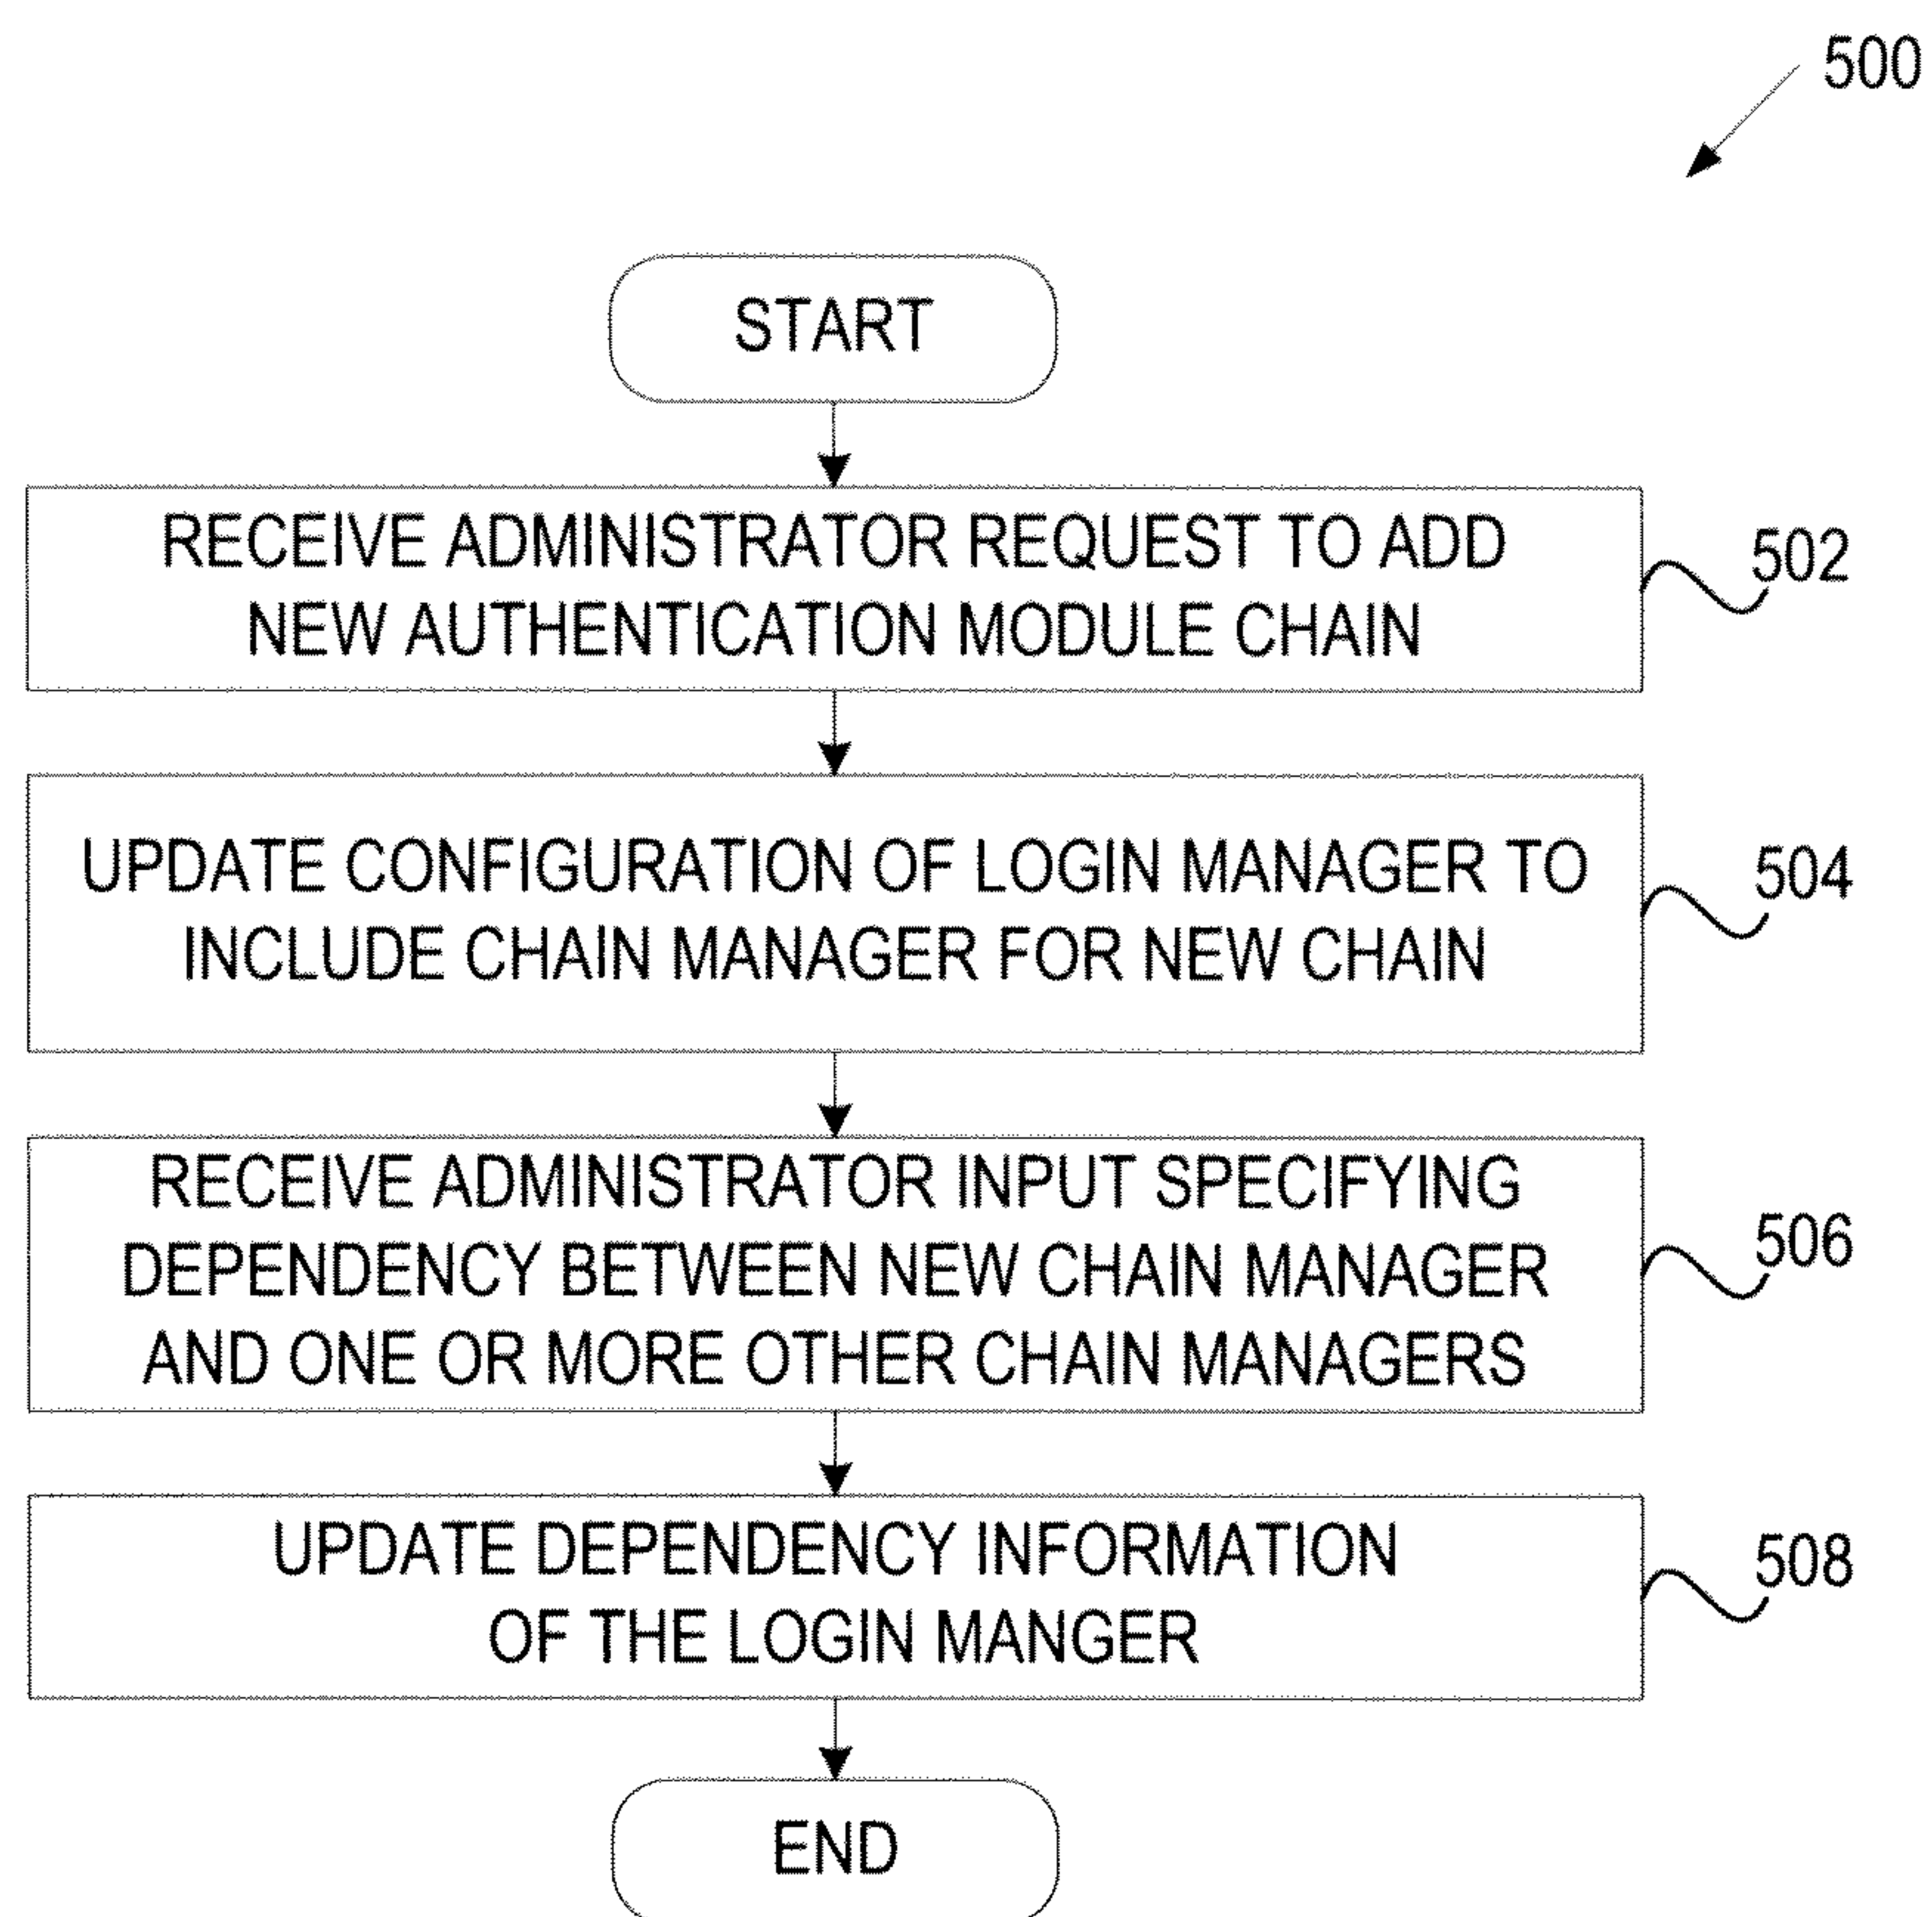 500
START
RECEIVE ADMINISTRATOR REQUEST TO ADD
NEW AUTHENTICATION MODULE CHAIN
502
UPDATE CONFIGURATION OF LOGIN MANAGER TO
INCLUDE CHAIN MANAGER FOR NEW CHAIN
504
RECEIVE ADMINISTRATOR INPUT SPECIFYING
DEPENDENCY BETWEEN NEW CHAIN MANAGER
AND ONE OR MORE OTHER CHAIN MANAGERS
506
UPDATE DEPENDENCY INFORMATION
OF THE LOGIN MANGER
508
END